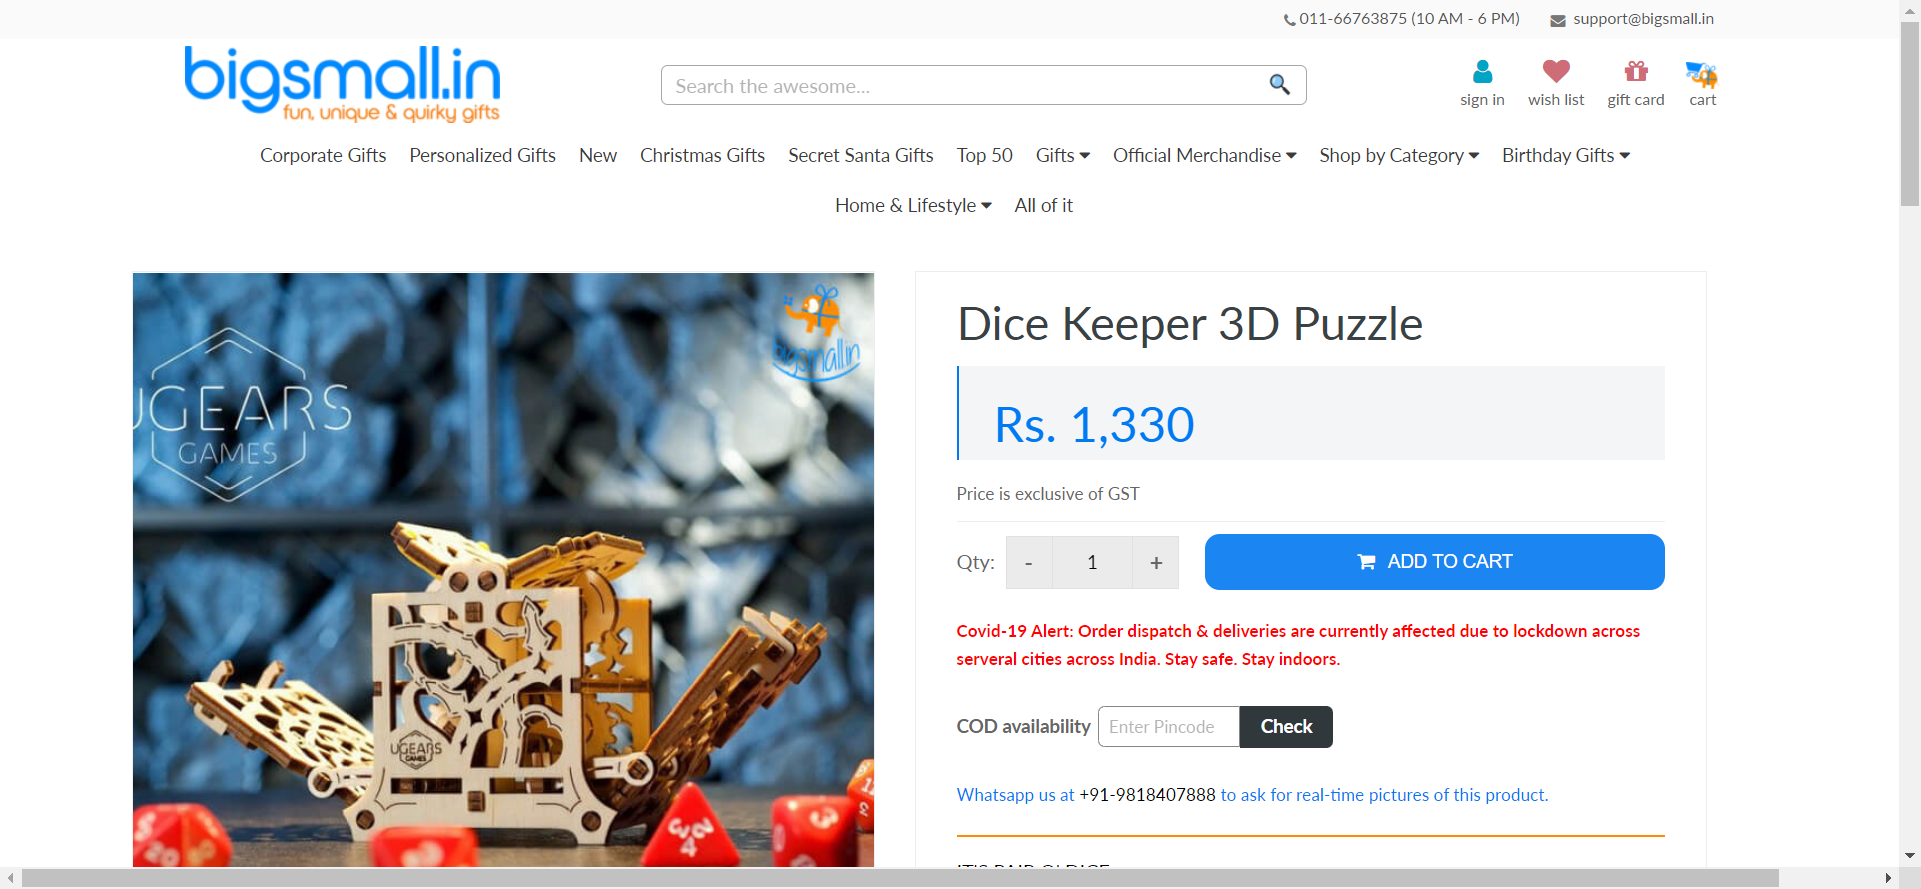 011-66763875 (10 AM - 6 PM) support@bigsmall.in
bigsmall.in
fun, unique & quirky gifts
Search the awesome...
sign in wish list gift card cart
Corporate Gifts Personalized Gifts New Christmas Gifts Secret Santa Gifts Top 50 Gifts Official Merchandise Shop by Category Birthday Gifts
Home & Lifestyle All of it
bigsmall.in
UGEARS
GAMES
UGEARS
GAMES
20
3
4
3
12
Dice Keeper 3D Puzzle
Rs. 1,330
Price is exclusive of GST
Qty: - 1 + ADD TO CART
Covid-19 Alert: Order dispatch & deliveries are currently affected due to lockdown across
serveral cities across India. Stay safe. Stay indoors.
COD availability Enter Pincode Check
Whatsapp us at +91-9818407888 to ask for real-time pictures of this product.